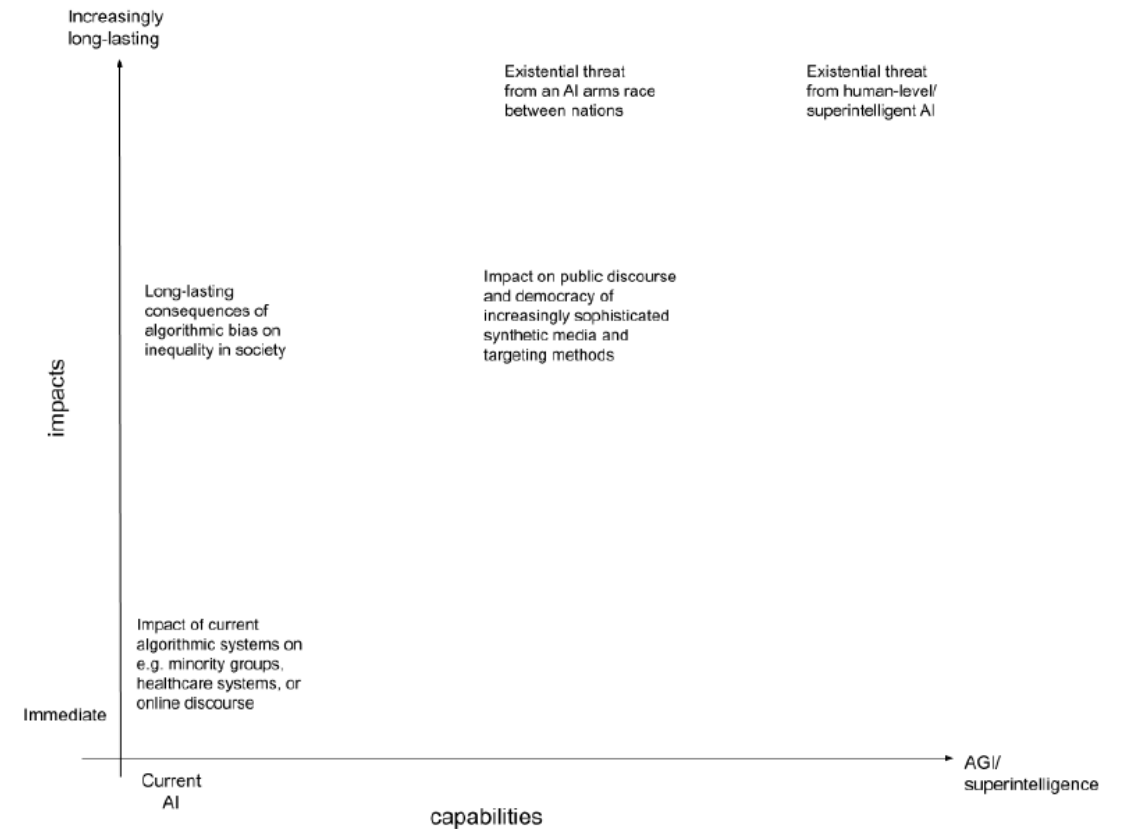 Increasingly
long-lasting
Existential threat
from an AI arms race
between nations
Existential threat
from human-level/
superintelligent AI
Long-lasting
consequences of
algorithmic bias on
inequality in society
Impact on public discourse
and democracy of
increasingly sophisticated
synthetic media and
targeting methods
impacts
Impact of current
algorithmic systems on
e.g. minority groups,
healthcare systems, or
online discourse
Immediate
Current
AI
AGI/
superintelligence
capabilities